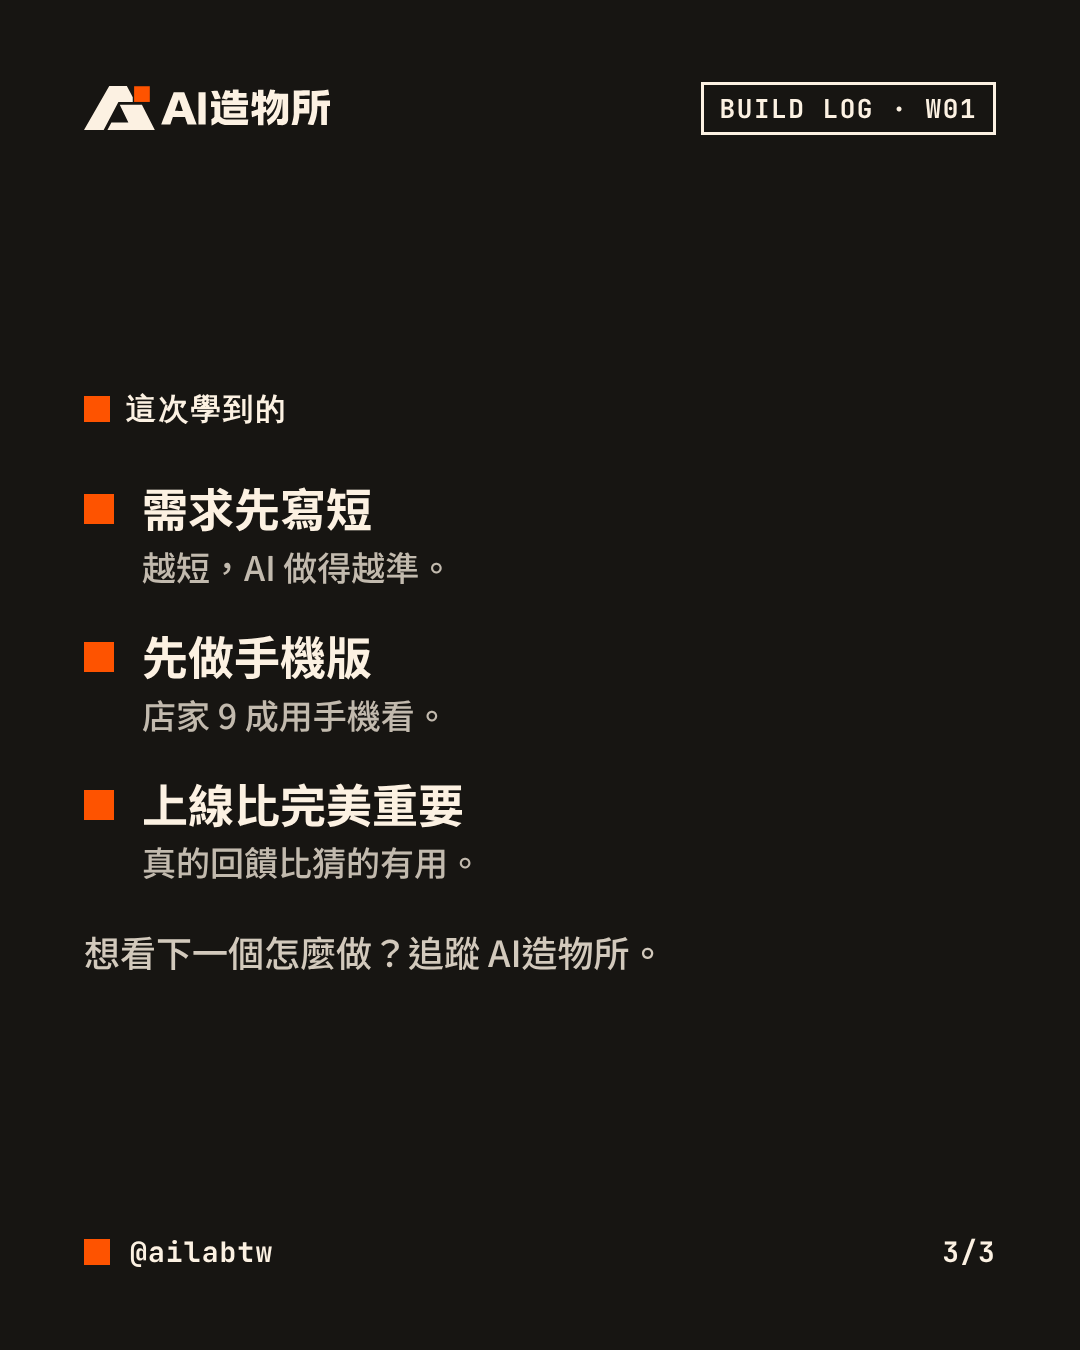 AI造物所
BUILD LOG · W01
這次學到的
需求先寫短
越短，AI 做得越準。
先做手機版
店家 9 成用手機看。
上線比完美重要
真的回饋比猜的有用。
想看下一個怎麼做？追蹤 AI造物所。
@ailabtw
3/3